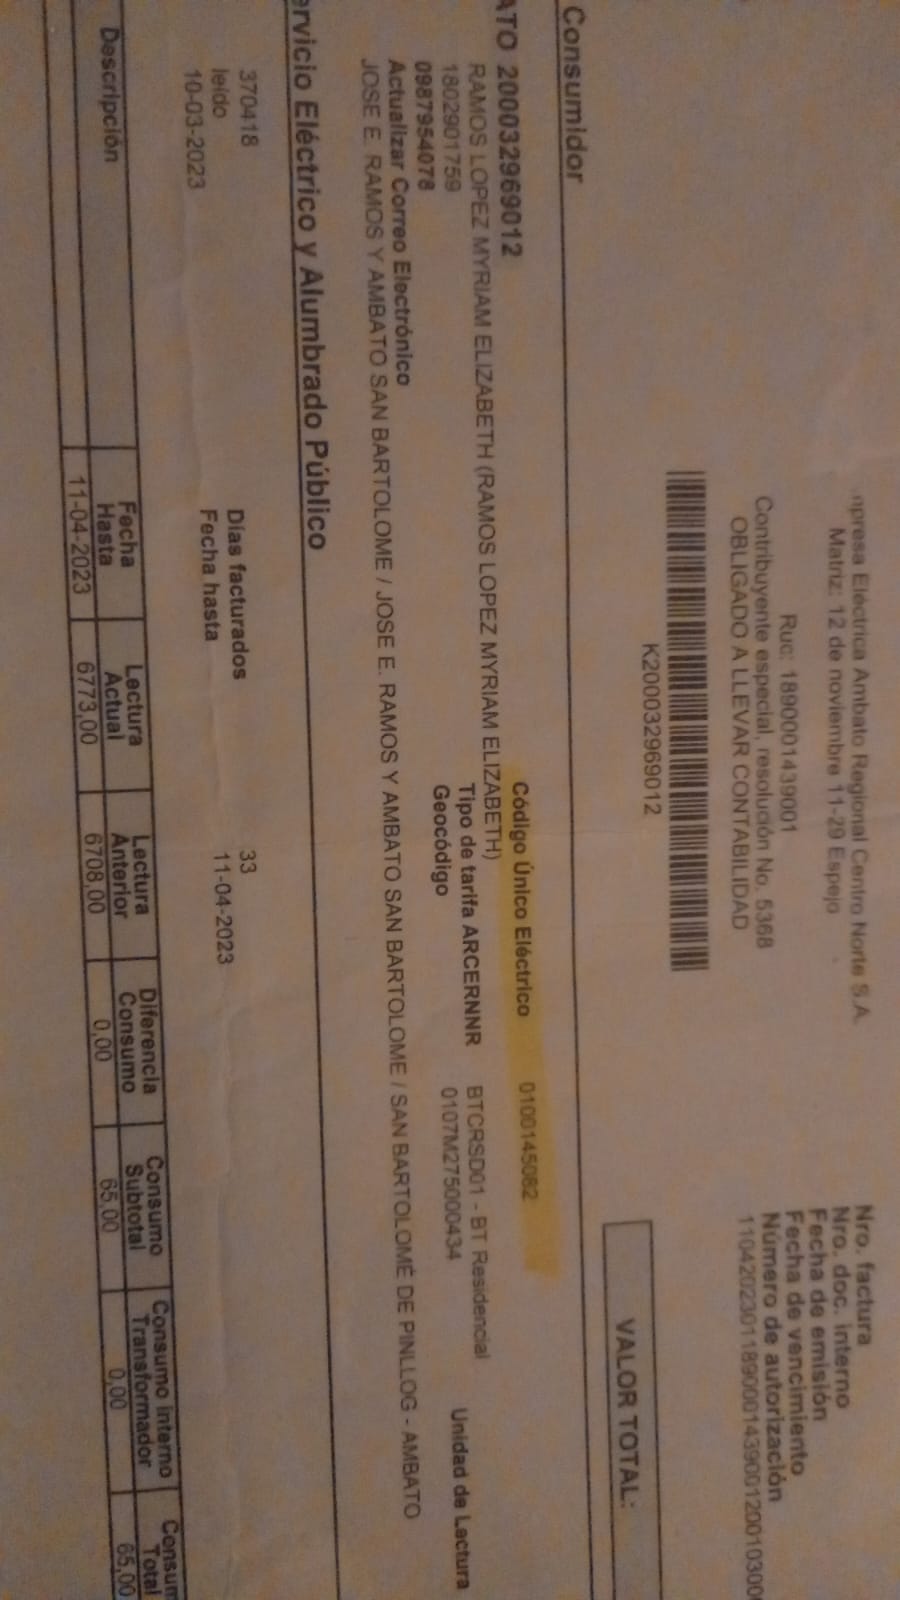 npresa Eléctrica Ambato Regional Centro Norte S.A.
Matriz: 12 de noviembre 11-29 Espejo
Ruc: 1890001439001
Contribuyente especial, resolución No. 5368
OBLIGADO A LLEVAR CONTABILIDAD
K200032969012
Nro. factura
Nro. doc. interno
Fecha de emisión
Fecha de vencimiento
Número de autorización
110420230118900014390012001030
VALOR TOTAL:
Consumidor
ATO 200032969012
RAMOS LOPEZ MYRIAM ELIZABETH (RAMOS LOPEZ MYRIAM ELIZABETH)
1802901759
0987954078
Actualizar Correo Electrónico
JOSE E. RAMOS Y AMBATO SAN BARTOLOME / JOSE E. RAMOS Y AMBATO SAN BARTOLOME / SAN BARTOLOMÉ DE PINLLOG - AMBATO
Código Único Eléctrico 0100145082
Tipo de tarifa ARCERNNR BTCRSD01 - BT Residencial
Geocódigo 0107M275000434 Unidad de Lectura
ervicio Eléctrico y Alumbrado Público
370418
leído
10-03-2023
Días facturados 33
Fecha hasta 11-04-2023
Descripción Fecha Hasta Lectura Actual Lectura Anterior Diferencia Consumo Consumo Subtotal Consumo Interno Transformador Consum Total
11-04-2023 6773,00 6708,00 0,00 65,00 0,00 65,00